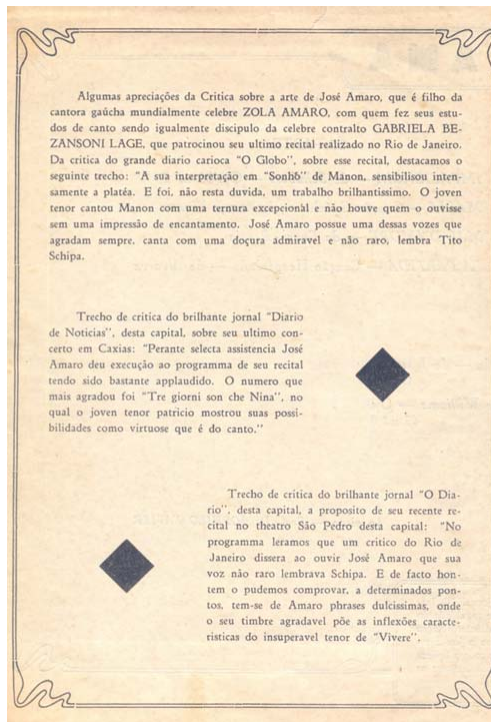 Algumas apreciações da Critica sobre a arte de José Amaro, que é filho da
cantora gaúcha mundialmente celebre ZOLA AMARO, com quem fez seus estu-
dos de canto sendo igualmente discipulo da celebre contralto GABRIELA BE-
ZANSONI LAGE, que patrocinou seu ultimo recital realizado no Rio de Janeiro.
Da critica do grande diario carioca "O Globo", sobre esse recital, destacamos o
seguinte trecho: "A sua interpretação em "Sonhô" de Manon, sensibilisou inten-
samente a platéa. E foi, não resta duvida, um trabalho brilhantissimo. O joven
tenor cantou Manon com uma ternura excepcionàl e não houve quem o ouvisse
sem uma impressão de encantamento. José Amaro possue uma dessas vozes que
agradam sempre, canta com uma doçura admiravel e não raro, lembra Tito
Schipa.
Trecho de critica do brilhante jornal "Diario
de Noticias", desta capital, sobre seu ultimo con-
certo em Caxias: "Perante selecta assistencia José
Amaro deu execução ao programma de seu recital
tendo sido bastante applaudido. O numero que
mais agradou foi "Tre giorni son che Nina", no
qual o joven tenor patricio mostrou suas possi-
bilidades como virtuose que é do canto."
Trecho de critica do brilhante jornal "O Dia-
rio", desta capital, a proposito de seu recente re-
cital no theatro São Pedro desta capital: "No
programma leramos que um critico do Rio de
Janeiro dissera ao ouvir José Amaro que sua
voz não raro lembrava Schipa. E de facto hon-
tem o pudemos comprovar, a determinados pon-
tos, tem-se de Amaro phrases dulcissimas, onde
o seu timbre agradavel põe as inflexões caracte-
risticas do insuperavel tenor de "Vivere".